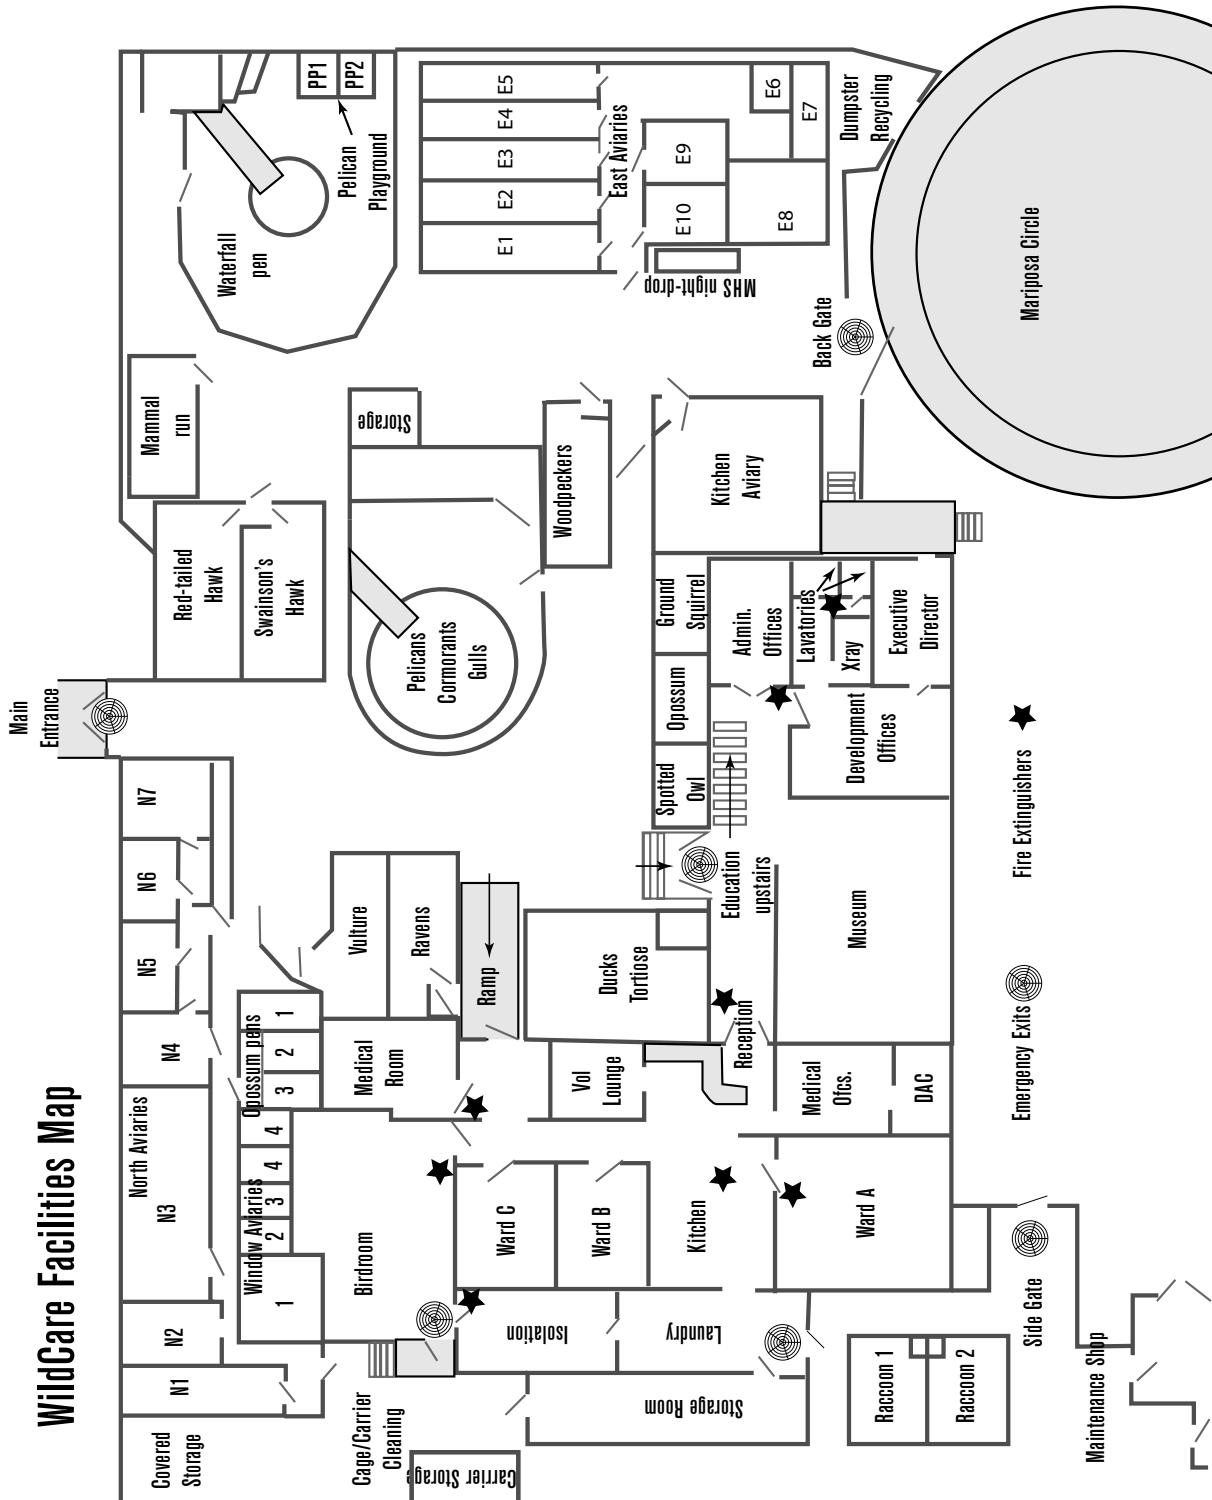 WildCare Facilities Map
Main
Entrance
PP1
PP2
Pelican
Playground
Waterfall
pen
Mammal
run
Red-tailed
Hawk
Swainson's
Hawk
Storage
Pelicans
Cormorants
Gulls
Woodpeckers
E5
E4
E3
E2
E1
East Aviaries
E6
E7
E9
E10
E8
MHS night-drop
Dumpster
Recycling
Back Gate
Mariposa Circle
Kitchen
Aviary
Ground
Squirrel
Opossum
Spotted
Owl
Admin.
Offices
Lavatories
Xray
Executive
Director
Development
Offices
Education
upstairs
Museum
Reception
Ducks
Tortiose
Ramp
Ravens
Vulture
N7
N6
N5
N4
North Aviaries
N3
N2
N1
Opossum pens
1
2
3
4
Window Aviaries
4
3
2
1
Medical
Room
Vol
Lounge
Medical
Ofcs.
DAC
Birdroom
Ward C
Ward B
Kitchen
Ward A
Isolation
Laundry
Storage Room
Covered
Storage
Cage/Carrier
Cleaning
Carrier Storage
Raccoon 1
Raccoon 2
Side Gate
Maintenance Shop
Emergency Exits
Fire Extinguishers